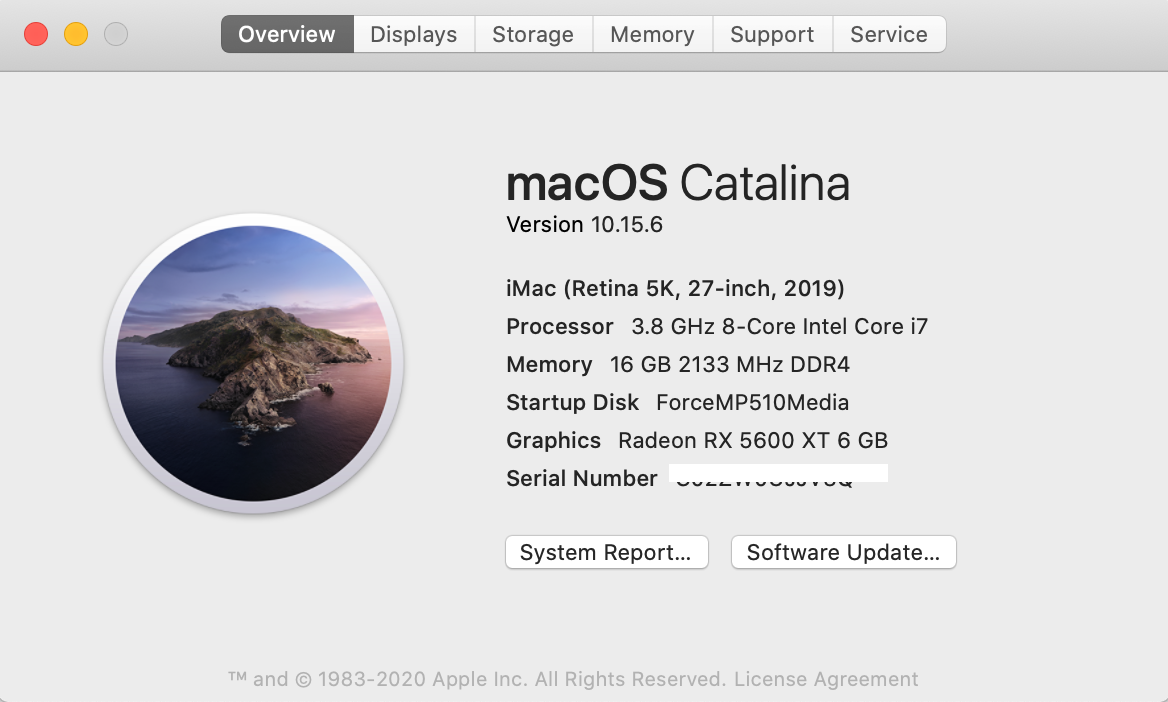 Overview Displays Storage Memory Support Service
macOS Catalina
Version 10.15.6
iMac (Retina 5K, 27-inch, 2019)
Processor 3.8 GHz 8-Core Intel Core i7
Memory 16 GB 2133 MHz DDR4
Startup Disk ForceMP510Media
Graphics Radeon RX 5600 XT 6 GB
Serial Number
System Report... Software Update...
™ and © 1983-2020 Apple Inc. All Rights Reserved. License Agreement